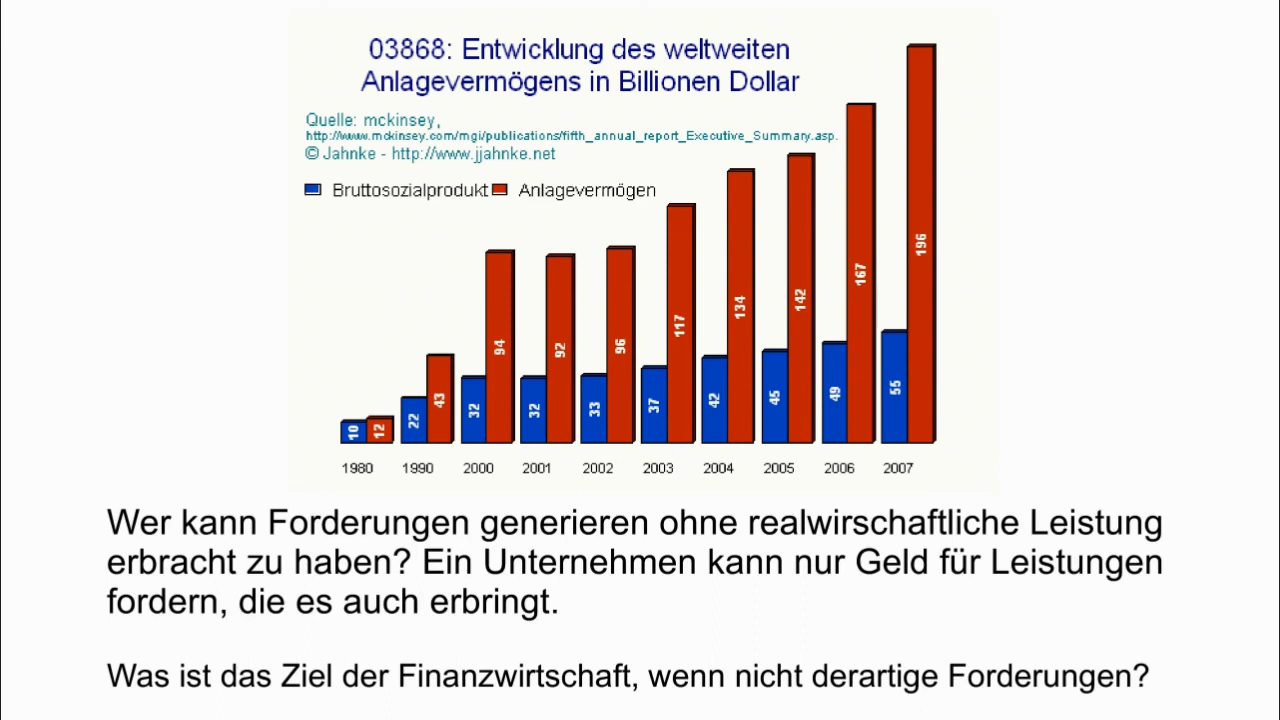 03868: Entwicklung des weltweiten
Anlagevermögens in Billionen Dollar
Quelle: mckinsey,
http://www.mckinsey.com/mgi/publications/fifth_annual_report_Executive_Summary.asp.
© Jahnke - http://www.jjahnke.net
Bruttosozialprodukt Anlagevermögen
10 12 22 43 32 94 32 92 33 96 37 117 42 134 45 142 49 167 55 196
1980 1990 2000 2001 2002 2003 2004 2005 2006 2007
Wer kann Forderungen generieren ohne realwirschaftliche Leistung
erbracht zu haben? Ein Unternehmen kann nur Geld für Leistungen
fordern, die es auch erbringt.
Was ist das Ziel der Finanzwirtschaft, wenn nicht derartige Forderungen?